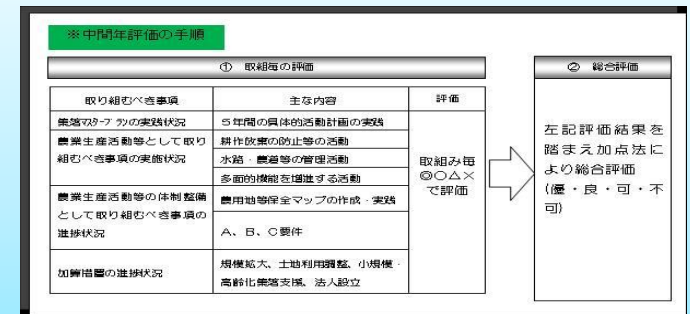 ※中間年評価の手順
① 取組毎の評価
② 総合評価
取り組むべき事項
主な内容
評価
集落マスタープランの実践状況
5年間の具体的活動計画の実践
農業生産活動等として取り
組むべき事項の実施状況
耕作放棄の防止等の活動
水路・農道等の管理活動
多面的機能を増進する活動
農業生産活動等の体制整備
として取り組むべき事項の
進捗状況
農用地等保全マップの作成・実践
A、B、C要件
加算措置の進捗状況
規模拡大、土地利用調整、小規模・
高齢化集落支援、法人設立
取組み毎
◎○△×
で評価
左記評価結果を
踏まえ加点法に
より総合評価
(優・良・可・不
可)